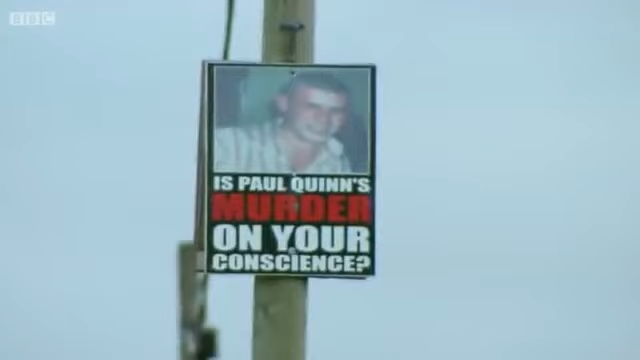 BBC
IS PAUL QUINN'S
MURDER
ON YOUR
CONSCIENCE?